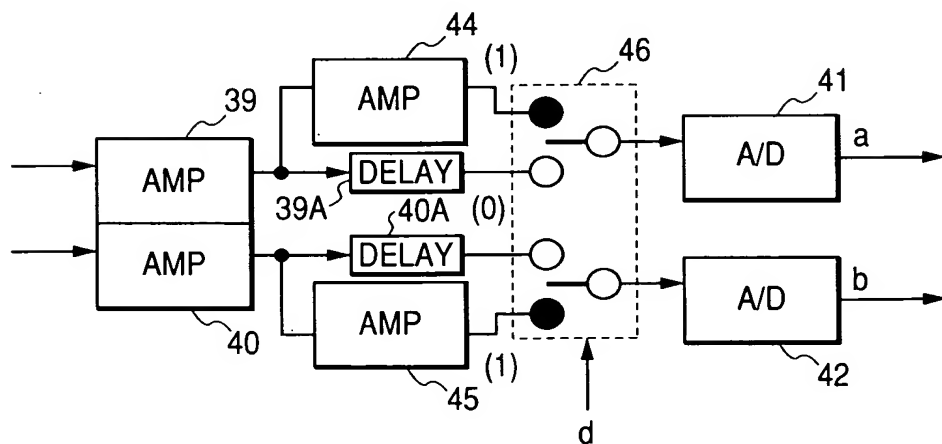 44
(1)
46
39
AMP
41
AMP
DELAY
A/D
a
39A
(0)
40A
AMP
DELAY
A/D
b
40
AMP
(1)
45
42
d